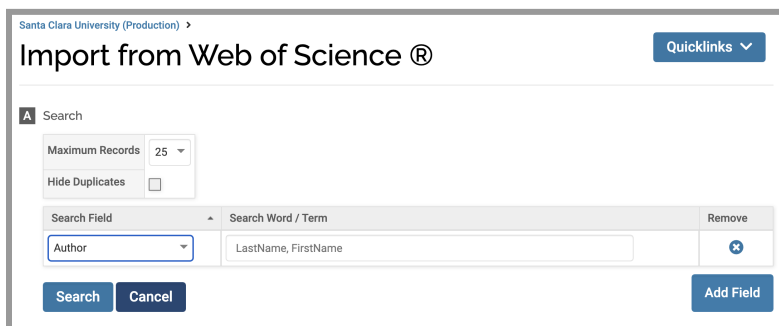 Santa Clara University (Production) >
Import from Web of Science ®
Quicklinks
A Search
Maximum Records 25
Hide Duplicates
Search Field Search Word / Term Remove
Author LastName, FirstName
Search Cancel Add Field